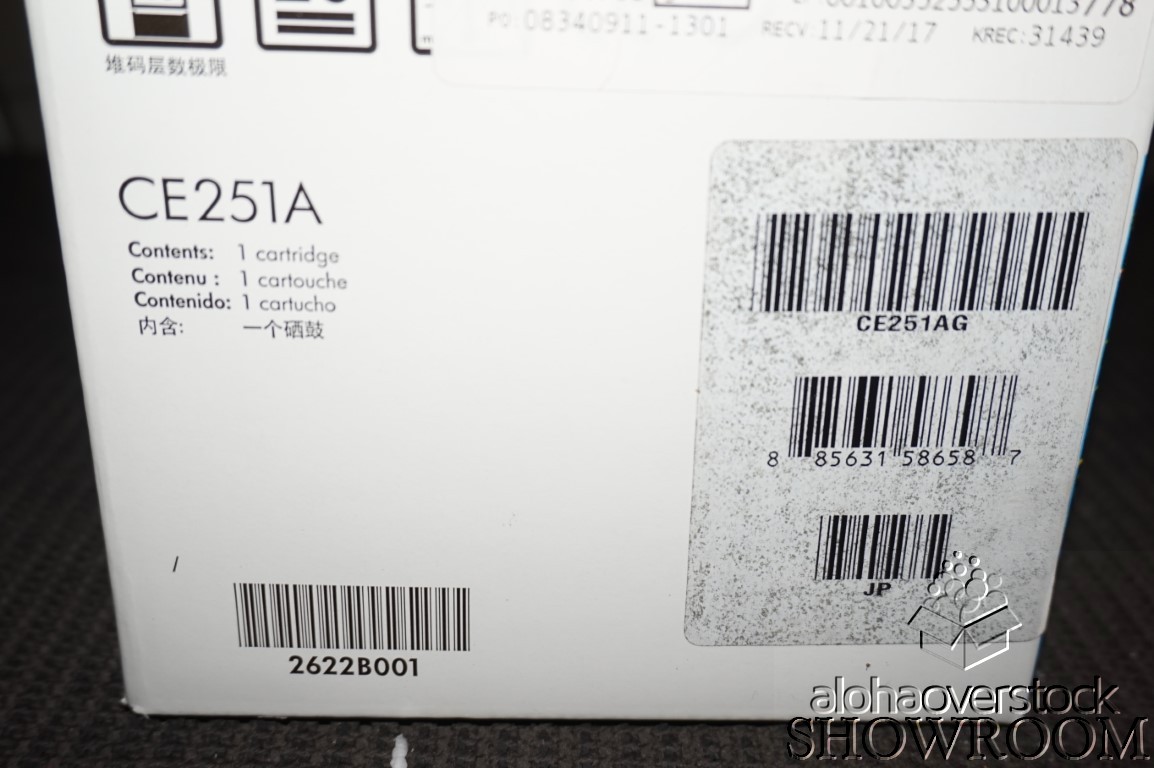 PO: 08340911-1301 RECV: 11/21/17 KREC: 31439
堆码层数极限
CE251A
Contents: 1 cartridge
Contenu : 1 cartouche
Contenido: 1 cartucho
内含: 一个硒鼓
CE251AG
8 85631 58658 7
JP
/
2622B001
alohaoverstock
SHOWROOM